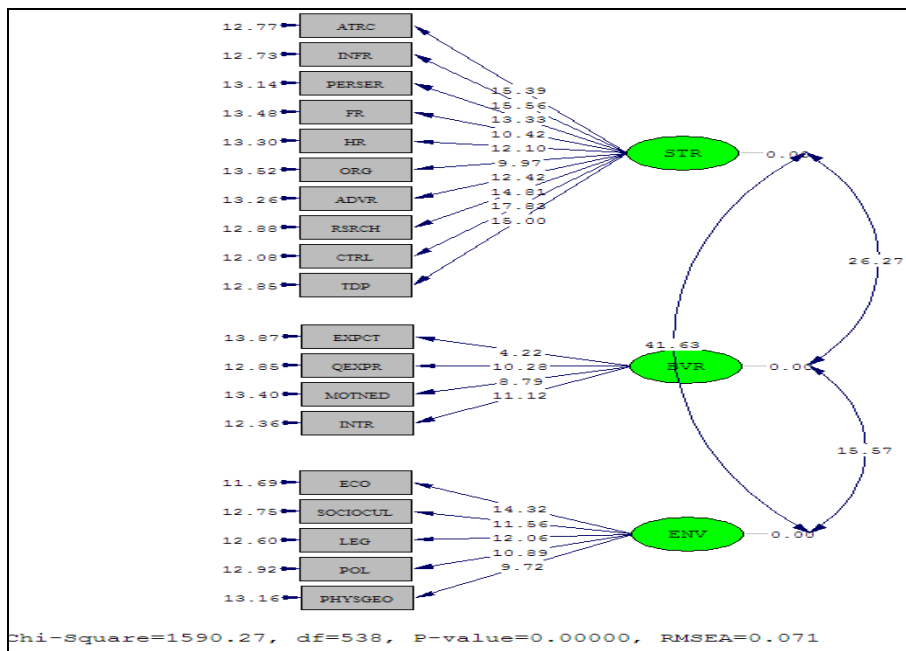 12.77 ATRC
12.73 INFR
13.14 PERSER
13.48 FR
13.30 HR
13.52 ORG
13.26 ADVR
12.88 RSRCH
12.08 CTRL
12.85 TDP
15.39
15.56
13.33
10.42
12.10
9.97
12.42
14.81
17.83
15.00
STR 0.00
26.27
13.87 EXPCT
12.85 QEXPR
13.40 MOTNED
12.36 INTR
4.22
10.28
8.79
11.12
41.63
BVR 0.00
15.57
11.69 ECO
12.75 SOCIOCUL
12.60 LEG
12.92 POL
13.16 PHYSGEO
14.32
11.56
12.06
10.89
9.72
ENV 0.00
Chi-Square=1590.27, df=538, P-value=0.00000, RMSEA=0.071